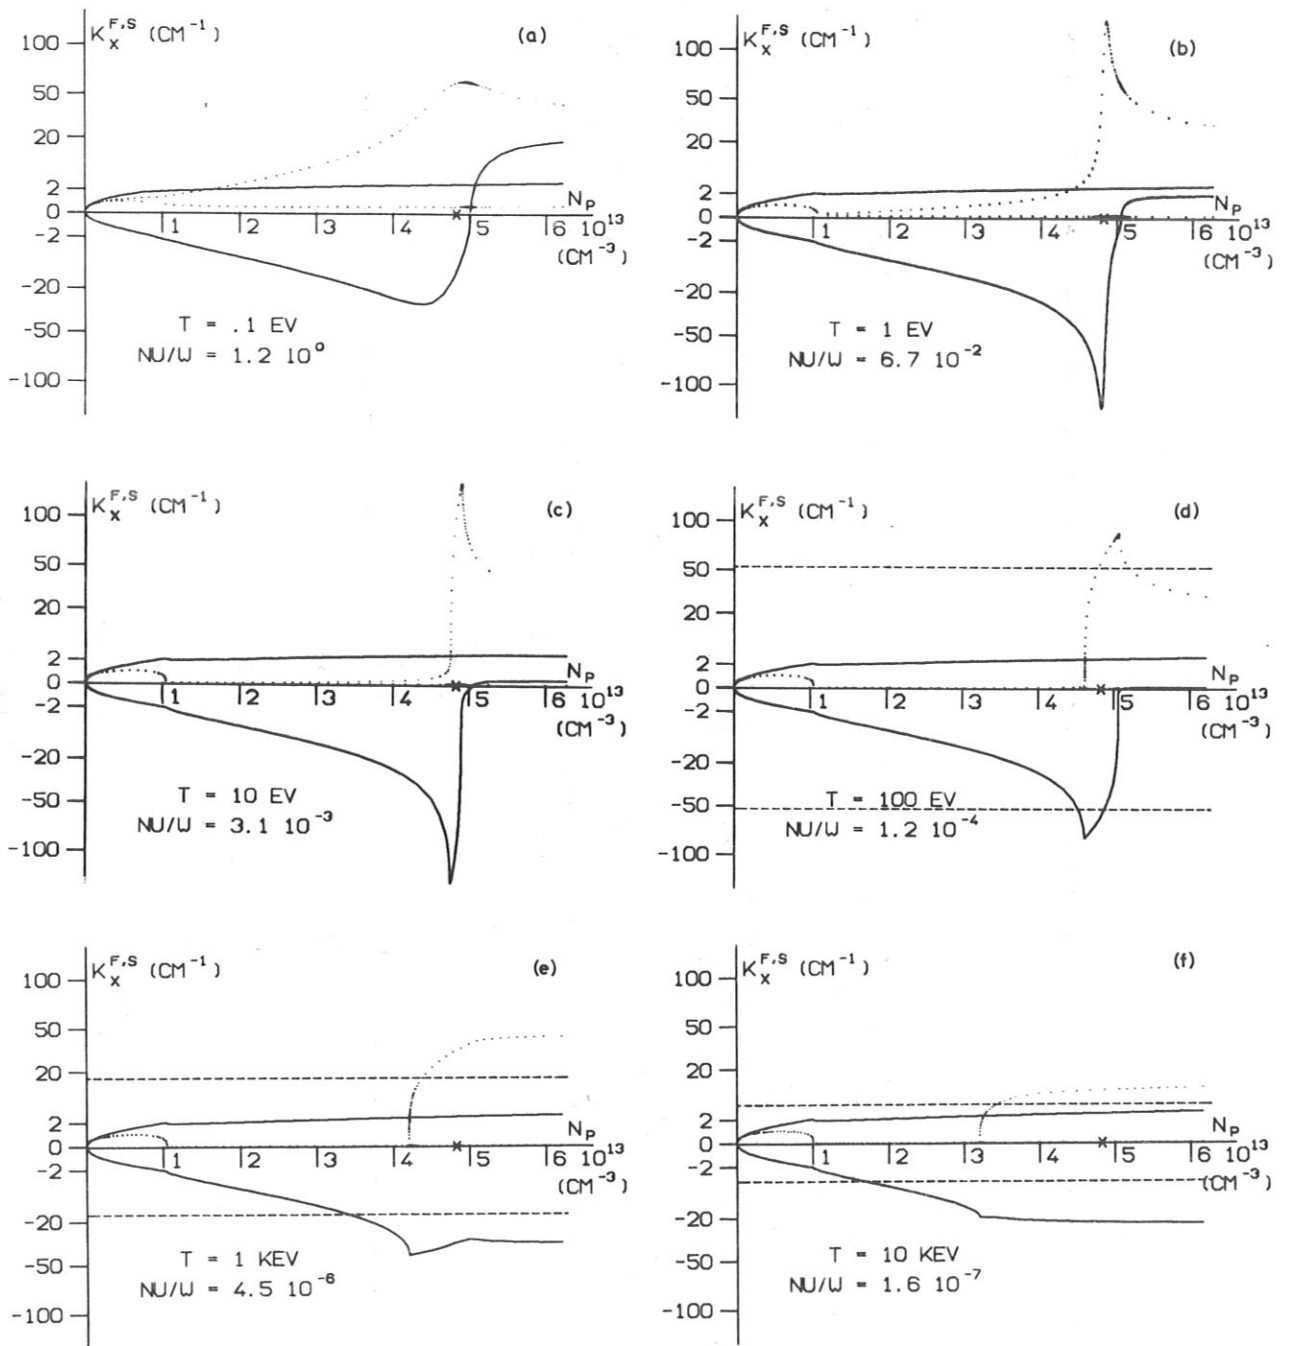 K_X^F,S (CM^-1)
(a)
100
50
20
2
0
-2
-20
-50
-100
1 2 3 4 5 6 10^13
N_P
(CM^-3)
T = .1 EV
NU/W = 1.2 10^0
K_X^F,S (CM^-1)
(b)
100
50
20
2
0
-2
-20
-50
-100
1 2 3 4 5 6 10^13
N_P
(CM^-3)
T = 1 EV
NU/W = 6.7 10^-2
K_X^F,S (CM^-1)
(c)
100
50
20
2
0
-2
-20
-50
-100
1 2 3 4 5 6 10^13
N_P
(CM^-3)
T = 10 EV
NU/W = 3.1 10^-3
K_X^F,S (CM^-1)
(d)
100
50
20
2
0
-2
-20
-50
-100
1 2 3 4 5 6 10^13
N_P
(CM^-3)
T = 100 EV
NU/W = 1.2 10^-4
K_X^F,S (CM^-1)
(e)
100
50
20
2
0
-2
-20
-50
-100
1 2 3 4 5 6 10^13
N_P
(CM^-3)
T = 1 KEV
NU/W = 4.5 10^-6
K_X^F,S (CM^-1)
(f)
100
50
20
2
0
-2
-20
-50
-100
1 2 3 4 5 6 10^13
N_P
(CM^-3)
T = 10 KEV
NU/W = 1.6 10^-7